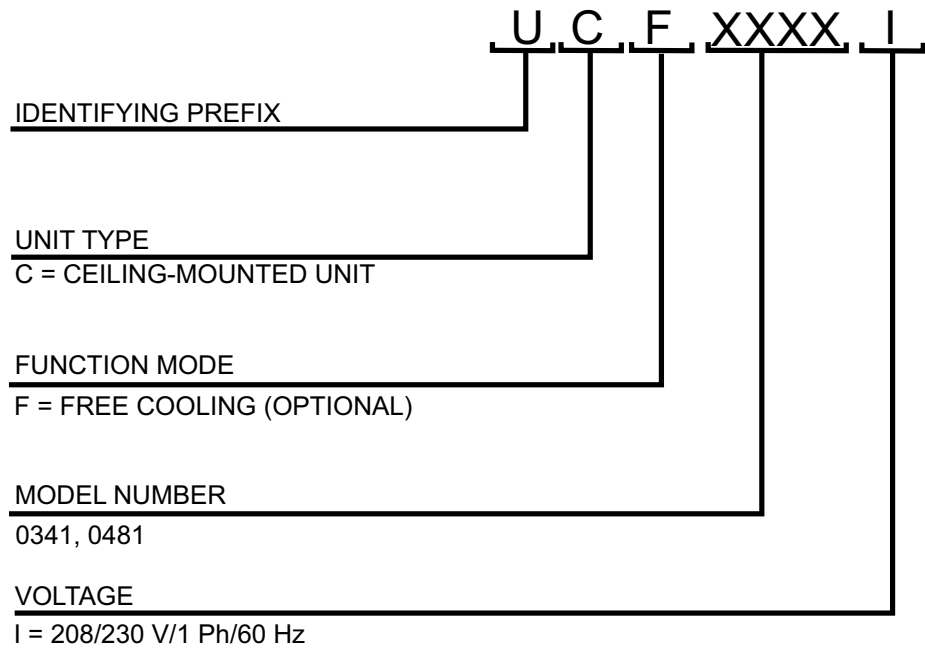 U C F XXXX I
IDENTIFYING PREFIX
UNIT TYPE
C = CEILING-MOUNTED UNIT
FUNCTION MODE
F = FREE COOLING (OPTIONAL)
MODEL NUMBER
0341, 0481
VOLTAGE
I = 208/230 V/1 Ph/60 Hz